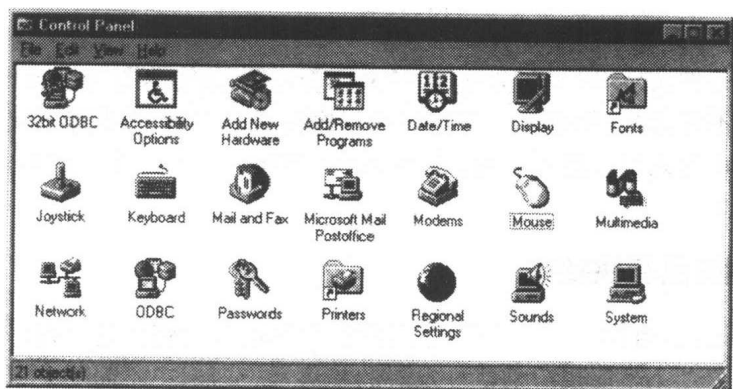 Control Panel
File Edit View Help
32bit ODBC
Accessibility
Options
Add New
Hardware
Add/Remove
Programs
Date/Time
Display
Fonts
Joystick
Keyboard
Mail and Fax
Microsoft Mail
Postoffice
Modems
Mouse
Multimedia
Network
ODBC
Passwords
Printers
Regional
Settings
Sounds
System
21 object(s)